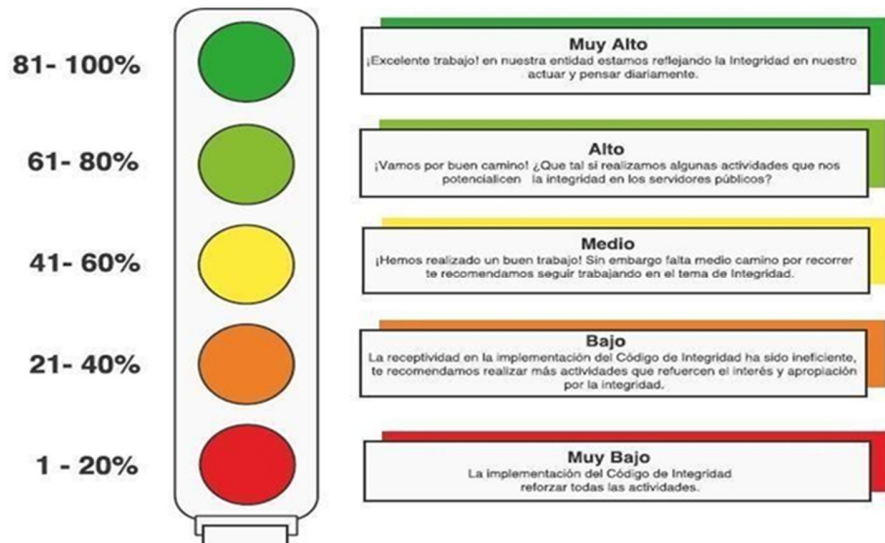 81- 100%
Muy Alto
¡Excelente trabajo! en nuestra entidad estamos reflejando la Integridad en nuestro
actuar y pensar diariamente.
61- 80%
Alto
¡Vamos por buen camino! ¿Que tal si realizamos algunas actividades que nos
potencialicen la integridad en los servidores públicos?
41- 60%
Medio
¡Hemos realizado un buen trabajo! Sin embargo falta medio camino por recorrer
te recomendamos seguir trabajando en el tema de Integridad.
21- 40%
Bajo
La receptividad en la implementación del Código de Integridad ha sido ineficiente,
te recomendamos realizar más actividades que refuercen el interés y apropiación
por la integridad.
1 - 20%
Muy Bajo
La implementación del Código de Integridad
reforzar todas las actividades.